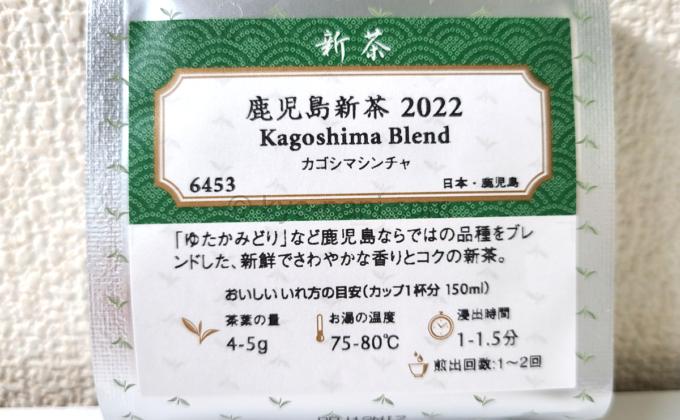 新茶
鹿児島新茶 2022
Kagoshima Blend
カゴシマシンチャ
6453
日本・鹿児島
「ゆたかみどり」など鹿児島ならではの品種をブレ
ンドした、新鮮でさわやかな香りとコクの新茶。
おいしいいれ方の目安(カップ1杯分 150ml)
茶葉の量
4-5g
お湯の温度
75-80℃
浸出時間
1-1.5分
煎出回数:1〜2回